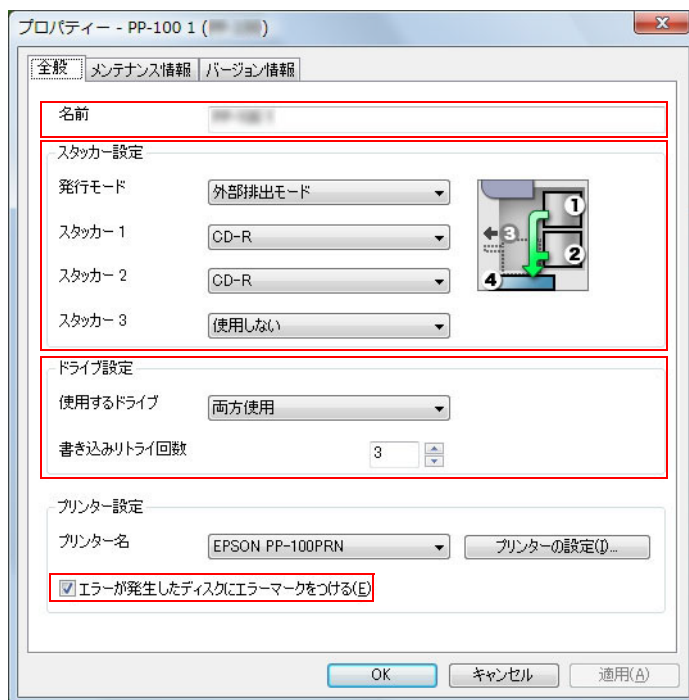 プロパティー - PP-100 1 ( )
全般 メンテナンス情報 バージョン情報
名前
スタッカー設定
発行モード 外部排出モード
スタッカー 1 CD-R
スタッカー 2 CD-R
スタッカー 3 使用しない
1
3
2
4
ドライブ設定
使用するドライブ 両方使用
書き込みリトライ回数 3
プリンター設定
プリンター名 EPSON PP-100PRN プリンターの設定(I)...
エラーが発生したディスクにエラーマークをつける(E)
OK キャンセル 適用(A)